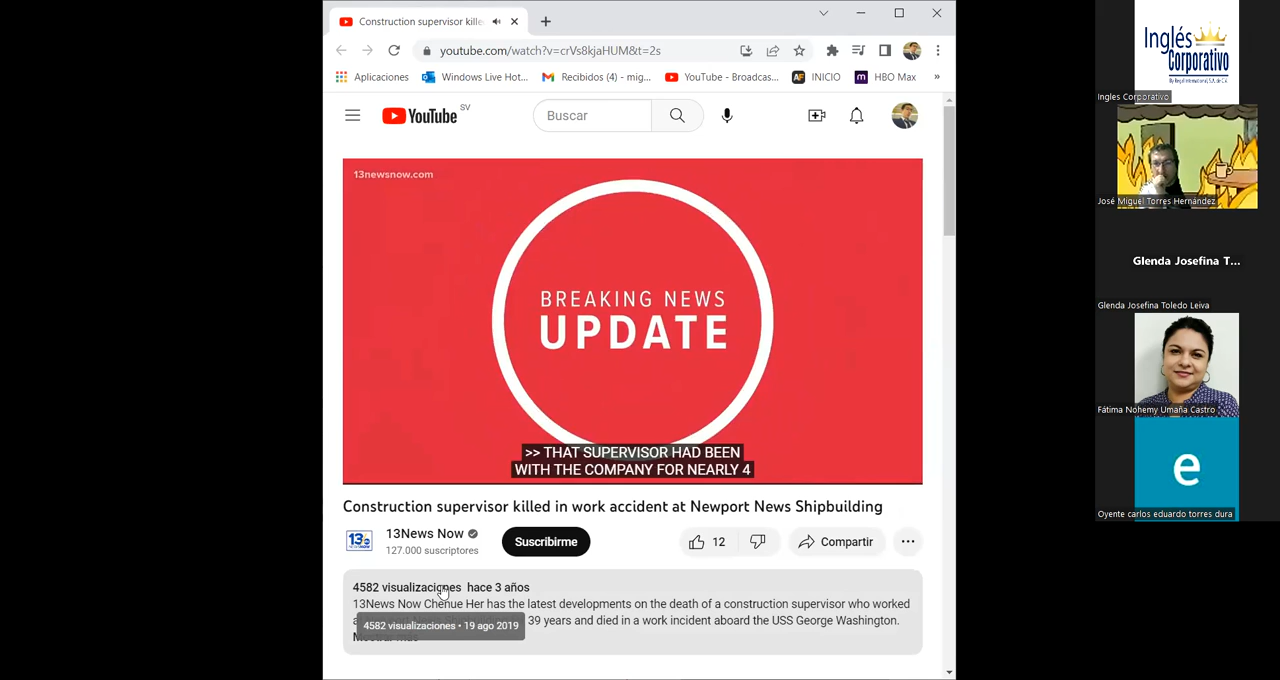 Construction supervisor kille
youtube.com/watch?v=crVs8kjaHUM&t=2s
Aplicaciones
Windows Live Hot...
Recibidos (4) - mig...
YouTube - Broadcas...
AF INICIO
m HBO Max
»
YouTube SV
Buscar
13newsnow.com
BREAKING NEWS
UPDATE
>> THAT SUPERVISOR HAD BEEN
WITH THE COMPANY FOR NEARLY 4
Construction supervisor killed in work accident at Newport News Shipbuilding
13
13News Now
127.000 suscriptores
Suscribirme
12
Compartir
4582 visualizaciones hace 3 años
13News Now Chenue Her has the latest developments on the death of a construction supervisor who worked
39 years and died in a work incident aboard the USS George Washington.
4582 visualizaciones • 19 ago 2019
Mostrar más
Inglés
Corporativo
Ingles Corporativo
José Miguel Torres Hernández
Glenda Josefina T...
Glenda Josefina Toledo Leiva
Fátima Nohemy Umaña Castro
e
Oyente carlos eduardo torres dura